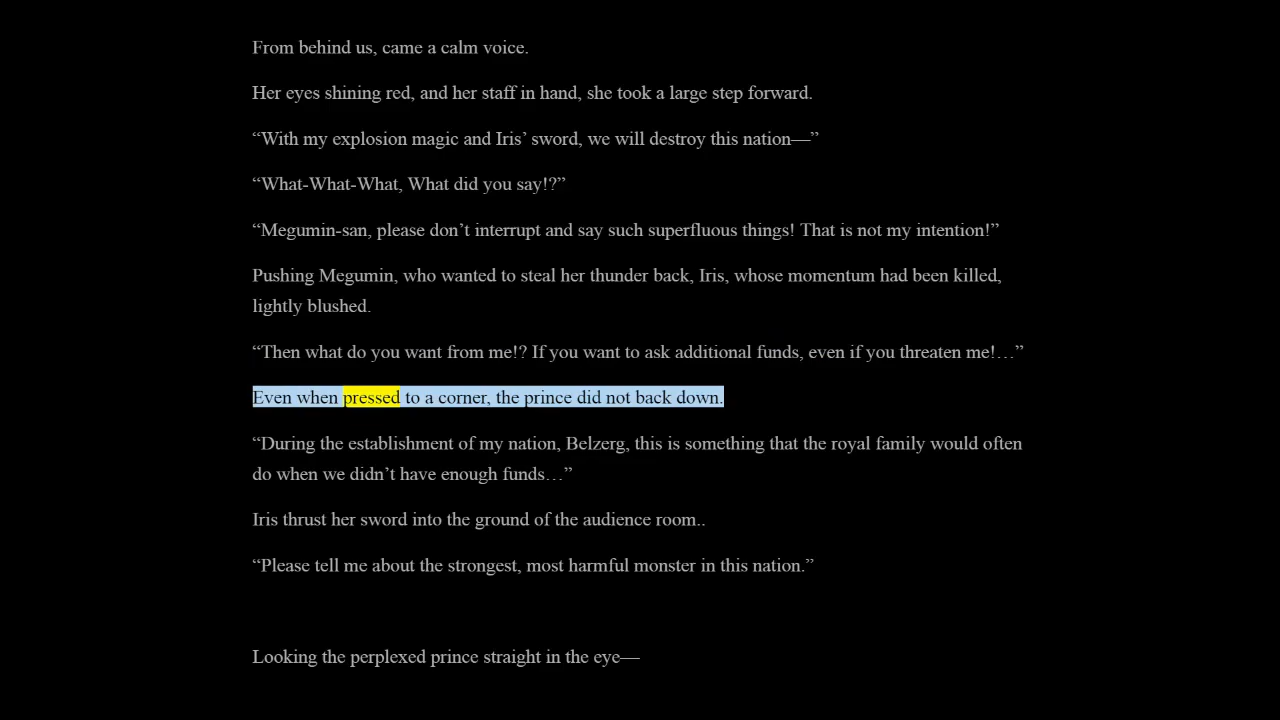 From behind us, came a calm voice.
Her eyes shining red, and her staff in hand, she took a large step forward.
“With my explosion magic and Iris’ sword, we will destroy this nation—”
“What-What-What, What did you say!?”
“Megumin-san, please don’t interrupt and say such superfluous things! That is not my intention!”
Pushing Megumin, who wanted to steal her thunder back, Iris, whose momentum had been killed,
lightly blushed.
“Then what do you want from me!? If you want to ask additional funds, even if you threaten me!…”
Even when pressed to a corner, the prince did not back down.
“During the establishment of my nation, Belzerg, this is something that the royal family would often
do when we didn’t have enough funds…”
Iris thrust her sword into the ground of the audience room..
“Please tell me about the strongest, most harmful monster in this nation.”
Looking the perplexed prince straight in the eye—